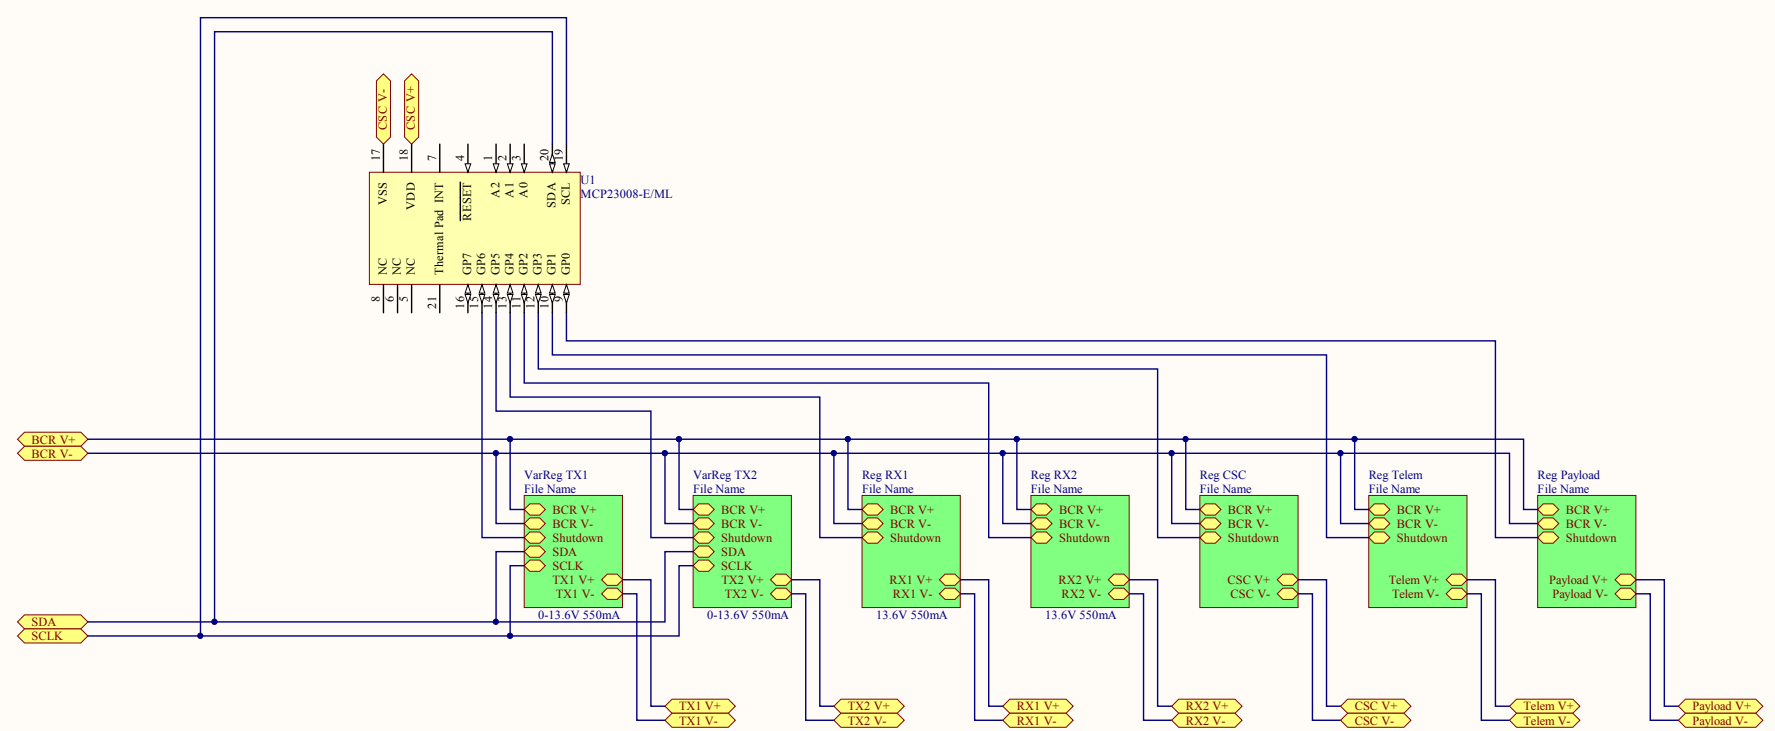 CSC V-
CSC V+
17
18
7
4
1
2
3
20
19
U1
MCP23008-E/ML
VSS
VDD
Thermal Pad INT
RESET
A2
A1
A0
SDA
SCL
NC
NC
NC
GP7
GP6
GP5
GP4
GP2
GP3
GP1
GP0
8
6
5
21
16
15
14
13
11
12
10
9
BCR V+
BCR V-
VarReg TX1
File Name
BCR V+
BCR V-
Shutdown
SDA
SCLK
TX1 V+
TX1 V-
0-13.6V 550mA
VarReg TX2
File Name
BCR V+
BCR V-
Shutdown
SDA
SCLK
TX2 V+
TX2 V-
0-13.6V 550mA
Reg RX1
File Name
BCR V+
BCR V-
Shutdown
RX1 V+
RX1 V-
13.6V 550mA
Reg RX2
File Name
BCR V+
BCR V-
Shutdown
RX2 V+
RX2 V-
13.6V 550mA
Reg CSC
File Name
BCR V+
BCR V-
Shutdown
CSC V+
CSC V-
Reg Telem
File Name
BCR V+
BCR V-
Shutdown
Telem V+
Telem V-
Reg Payload
File Name
BCR V+
BCR V-
Shutdown
Payload V+
Payload V-
SDA
SCLK
TX1 V+
TX1 V-
TX2 V+
TX2 V-
RX1 V+
RX1 V-
RX2 V+
RX2 V-
CSC V+
CSC V-
Telem V+
Telem V-
Payload V+
Payload V-